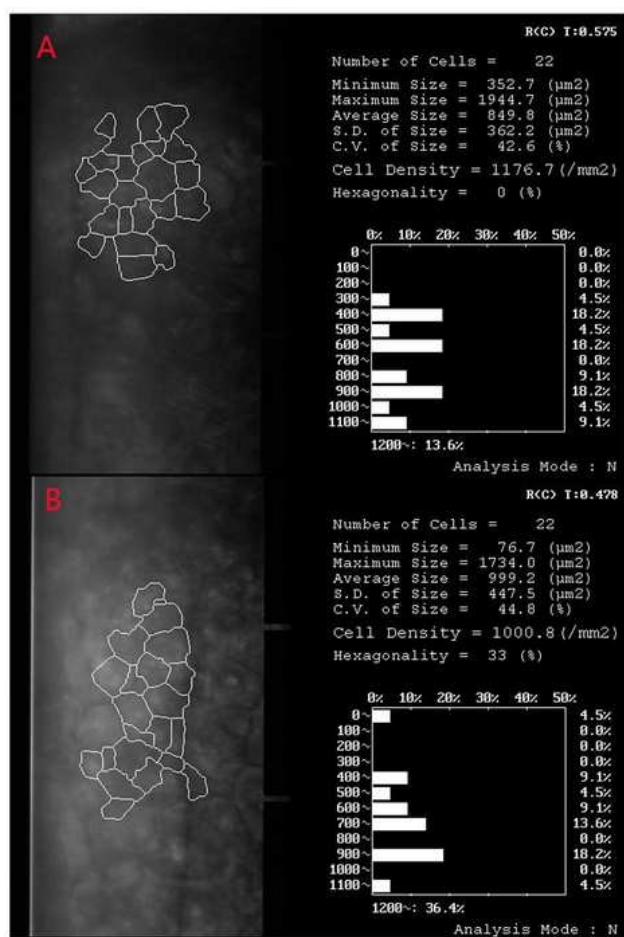 A
R(C) T:0.575
Number of Cells = 22
Minimum Size = 352.7 (µm2)
Maximum Size = 1944.7 (µm2)
Average Size = 849.8 (µm2)
S.D. of Size = 362.2 (µm2)
C.V. of Size = 42.6 (%)
Cell Density = 1176.7(/mm2)
Hexagonality = 0 (%)
0% 10% 20% 30% 40% 50%
0~ 0.0%
100~ 0.0%
200~ 0.0%
300~ 4.5%
400~ 18.2%
500~ 4.5%
600~ 18.2%
700~ 0.0%
800~ 9.1%
900~ 18.2%
1000~ 4.5%
1100~ 9.1%
1200~: 13.6%
Analysis Mode : N
B
R(C) T:0.478
Number of Cells = 22
Minimum Size = 76.7 (µm2)
Maximum Size = 1734.0 (µm2)
Average Size = 999.2 (µm2)
S.D. of Size = 447.5 (µm2)
C.V. of Size = 44.8 (%)
Cell Density = 1000.8(/mm2)
Hexagonality = 33 (%)
0% 10% 20% 30% 40% 50%
0~ 4.5%
100~ 0.0%
200~ 0.0%
300~ 0.0%
400~ 9.1%
500~ 4.5%
600~ 9.1%
700~ 13.6%
800~ 0.0%
900~ 18.2%
1000~ 0.0%
1100~ 4.5%
1200~: 36.4%
Analysis Mode : N